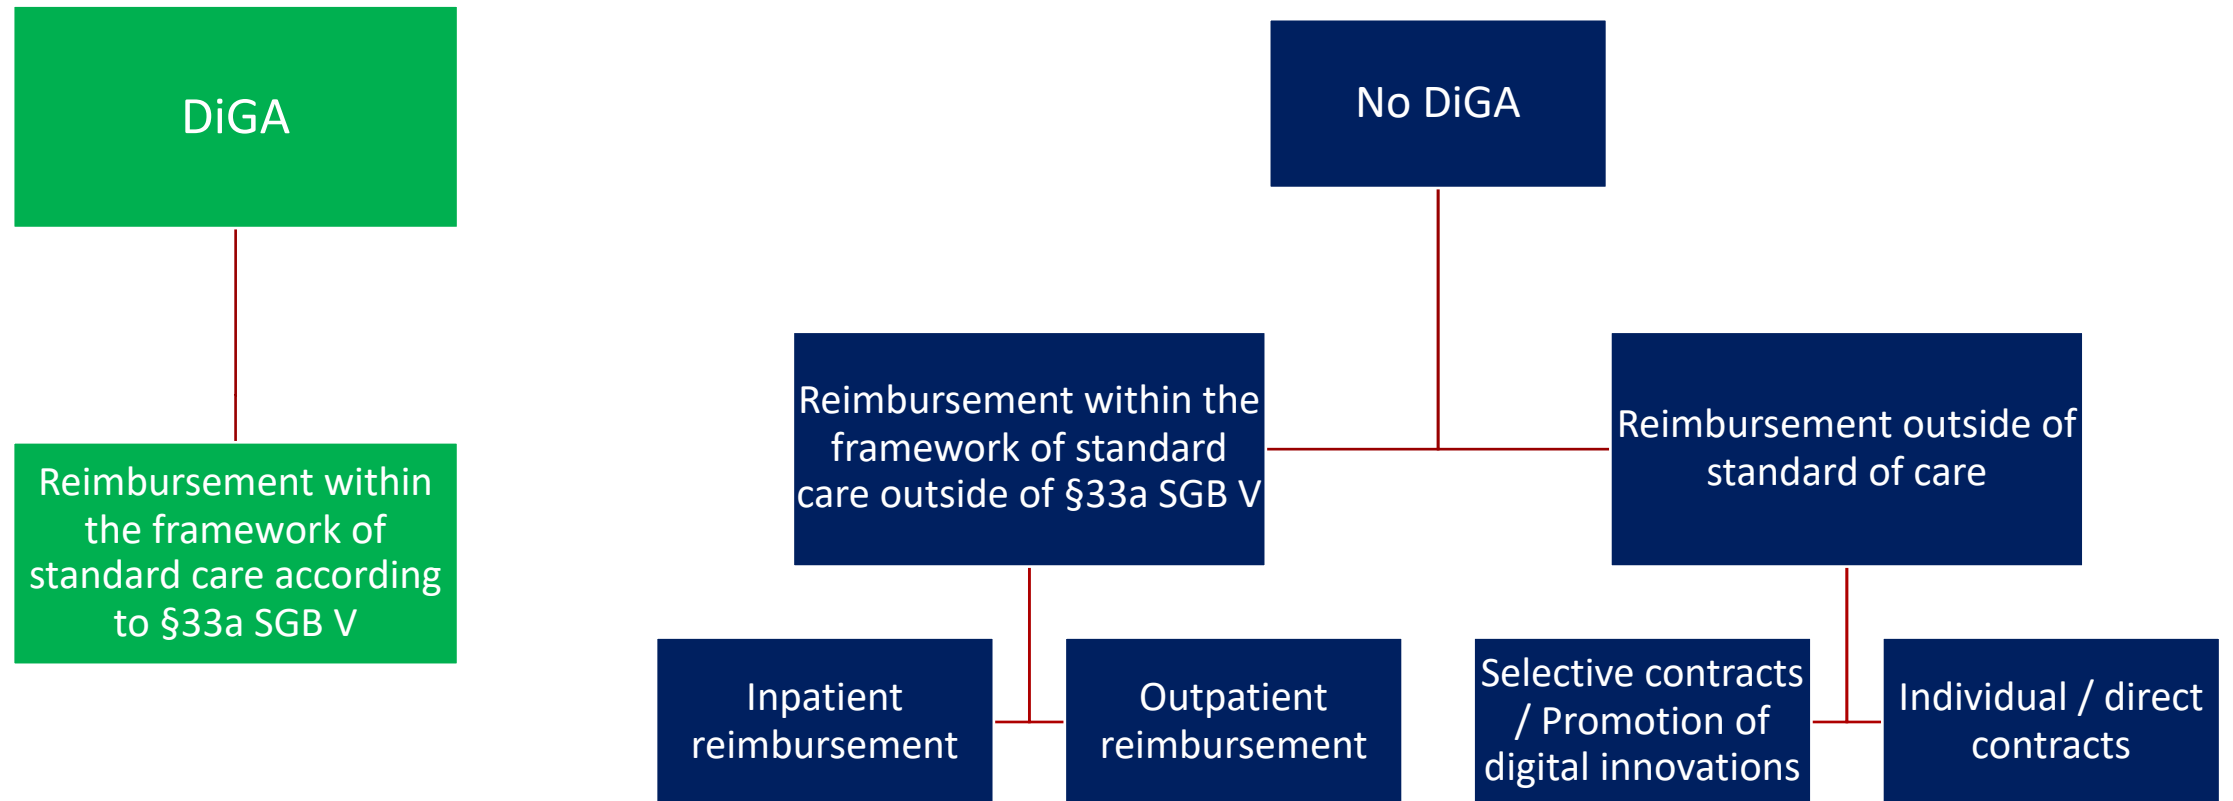 DiGA
Reimbursement within
the framework of
standard care according
to §33a SGB V
No DiGA
Reimbursement within the
framework of standard
care outside of §33a SGB V
Reimbursement outside of
standard of care
Inpatient
reimbursement
Outpatient
reimbursement
Selective contracts
/ Promotion of
digital innovations
Individual / direct
contracts